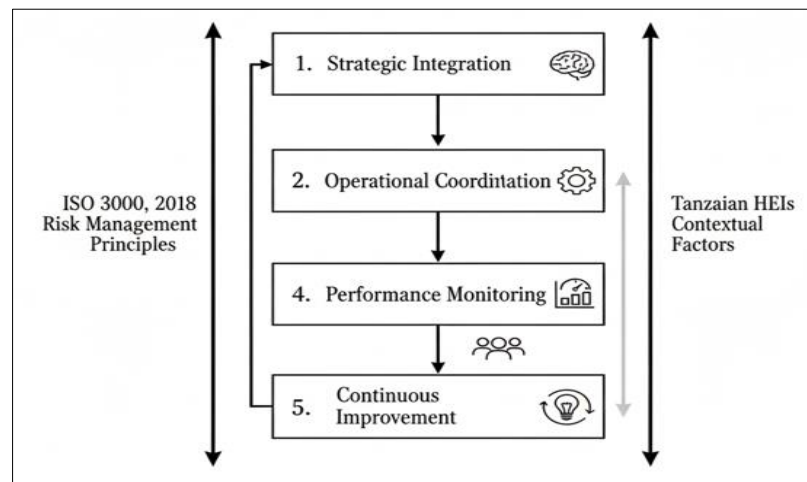 1. Strategic Integration
2. Operational Coordintation
ISO 3000, 2018
Risk Management
Principles
Tanzaian HEIs
Contextual
Factors
4. Performance Monitoring
5. Continuous
Improvement